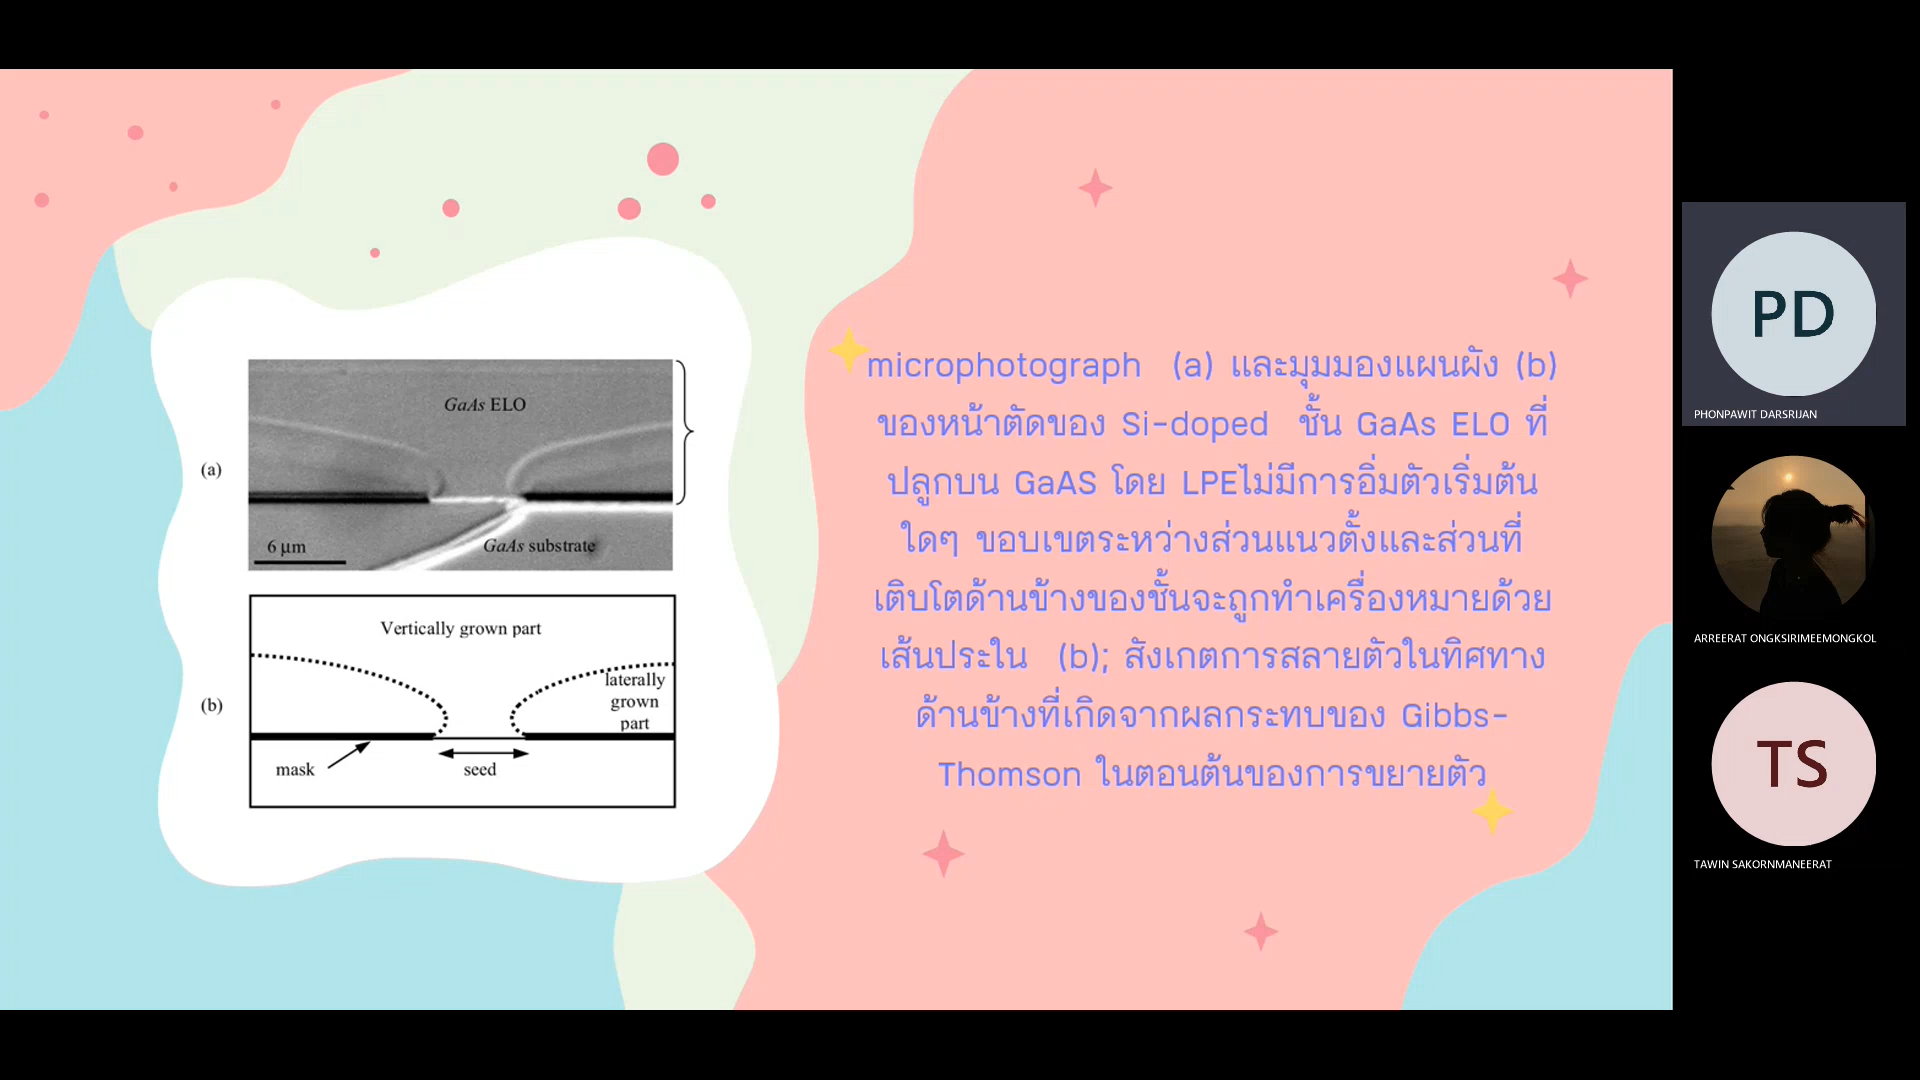 GaAs ELO
(a)
6 μm
GaAs substrate
Vertically grown part
laterally
grown
part
(b)
mask
seed
microphotograph (a) และมุมมองแผนผัง (b)
ของหน้าตัดของ Si-doped ชั้น GaAs ELO ที่
ปลูกบน GaAS โดย LPEไม่มีการอิ่มตัวเริ่มต้น
ใดๆ ขอบเขตระหว่างส่วนแนวตั้งและส่วนที่
เติบโตด้านข้างของชั้นจะถูกทำเครื่องหมายด้วย
เส้นประใน (b); สังเกตการสลายตัวในทิศทาง
ด้านข้างที่เกิดจากผลกระทบของ Gibbs-
Thomson ในตอนต้นของการขยายตัว
PD
PHONPAWIT DARSRIJAN
ARREERAT ONGKSIRIMEEMONGKOL
TS
TAWIN SAKORNMANEERAT